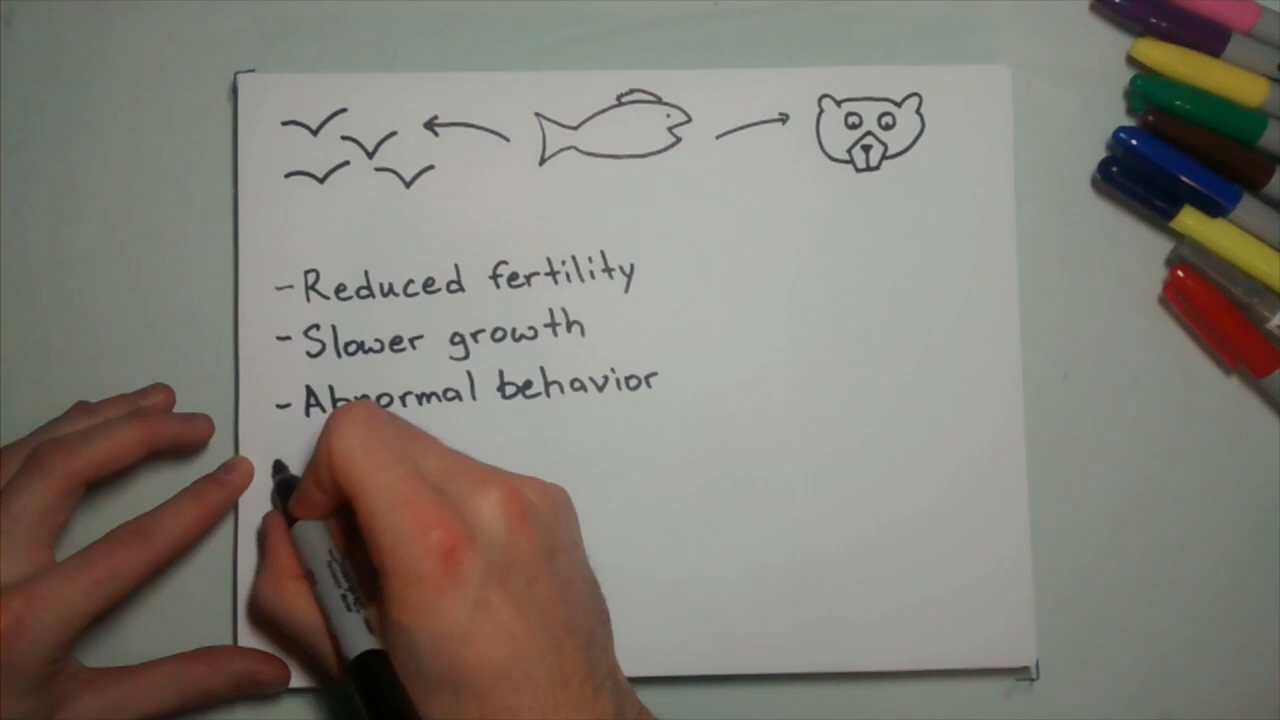 - Reduced fertility
- Slower growth
- Abnormal behavior